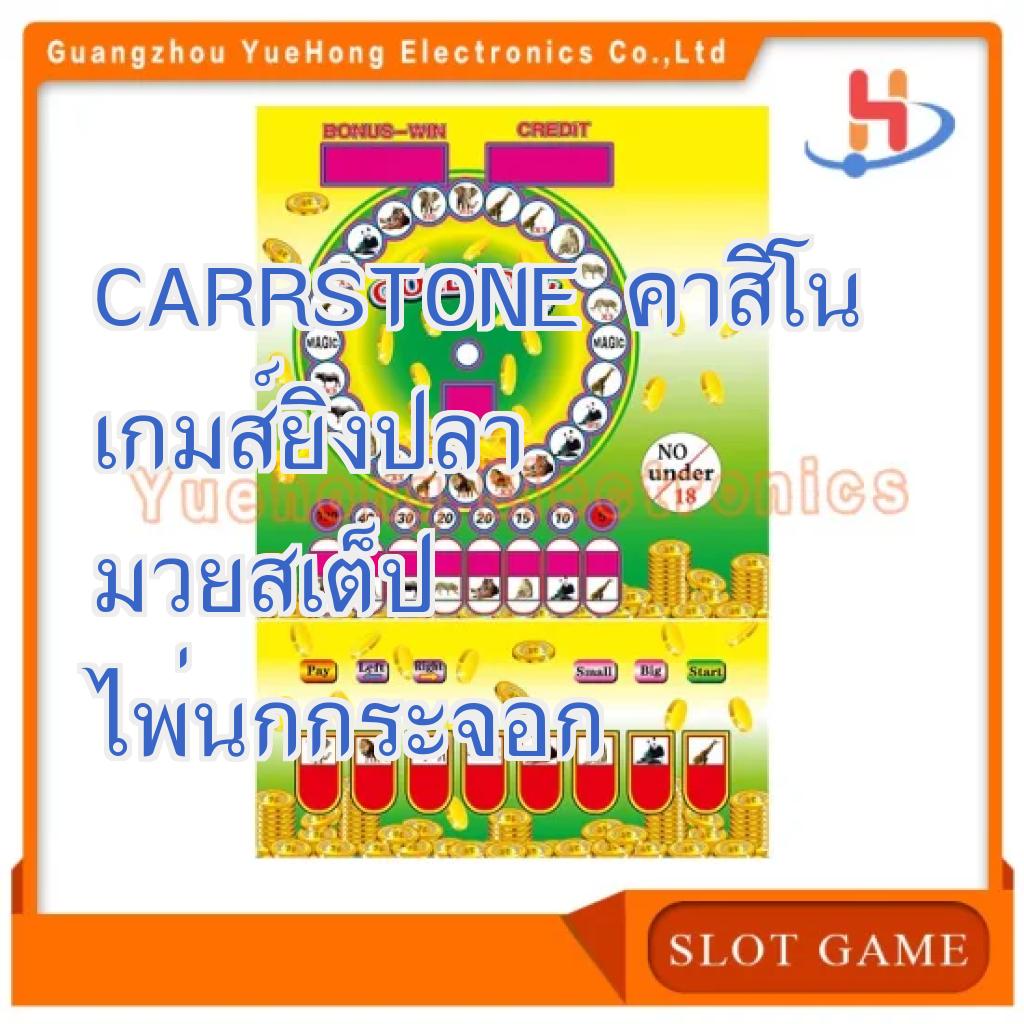 Guangzhou YueHong Electronics Co.,Ltd
BONUS-WIN CREDIT
CARRSTONE คาสิโน
MAGIC MAGIC
เกมส์ยิงปลา
NO
under
18
30 20 20 15 10
มวยสเต็ป
Pay Left Right Small Big Start
ไพ่นกกระจอก
SLOT GAME